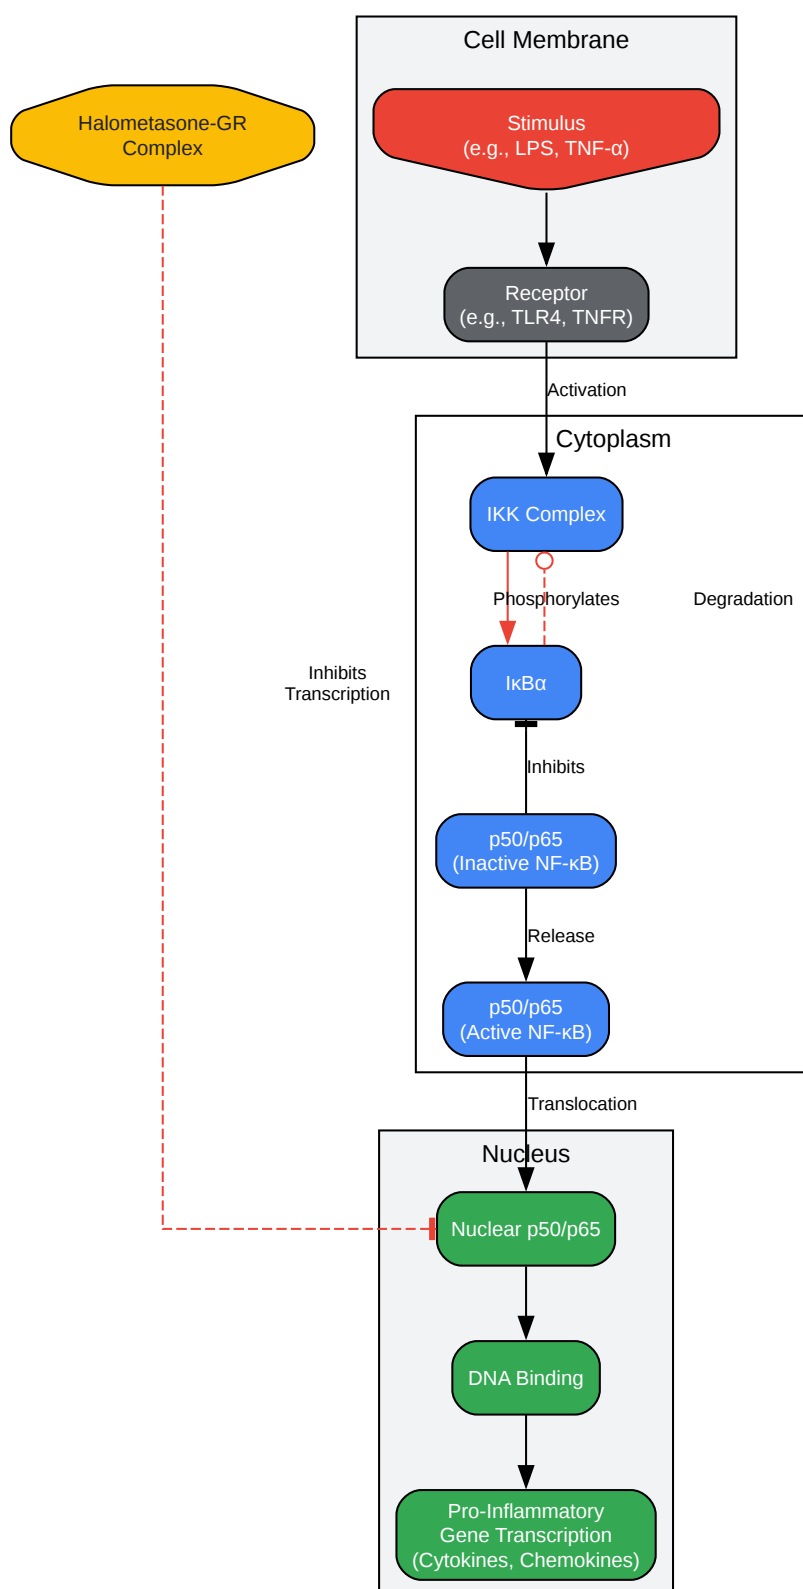 Cell Membrane
Halometasone-GR
Complex
Stimulus
(e.g., LPS, TNF-α)
Receptor
(e.g., TLR4, TNFR)
Activation
Cytoplasm
IKK Complex
Phosphorylates
Degradation
Inhibits
Transcription
IκBα
Inhibits
p50/p65
(Inactive NF-κB)
Release
p50/p65
(Active NF-κB)
Translocation
Nucleus
Nuclear p50/p65
DNA Binding
Pro-Inflammatory
Gene Transcription
(Cytokines, Chemokines)